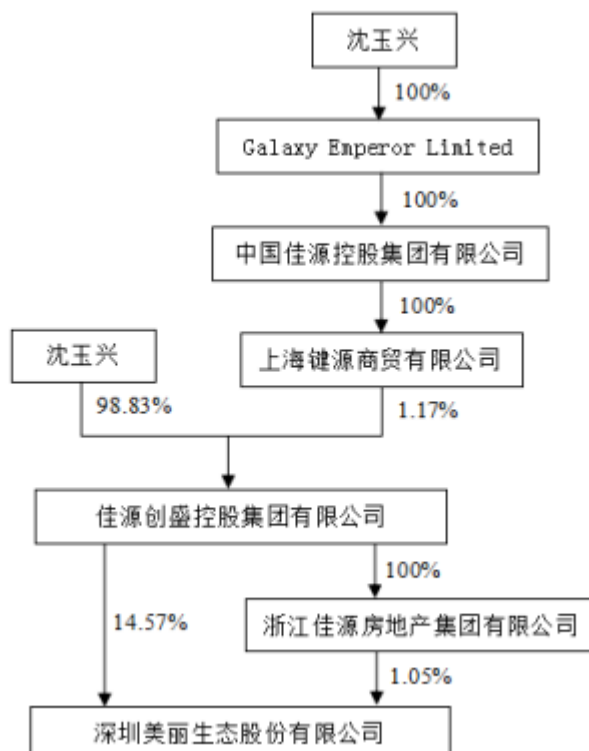 沈玉兴
100%
Galaxy Emperor Limited
100%
中国佳源控股集团有限公司
100%
沈玉兴
上海键源商贸有限公司
98.83%
1.17%
佳源创盛控股集团有限公司
100%
14.57%
浙江佳源房地产集团有限公司
1.05%
深圳美丽生态股份有限公司